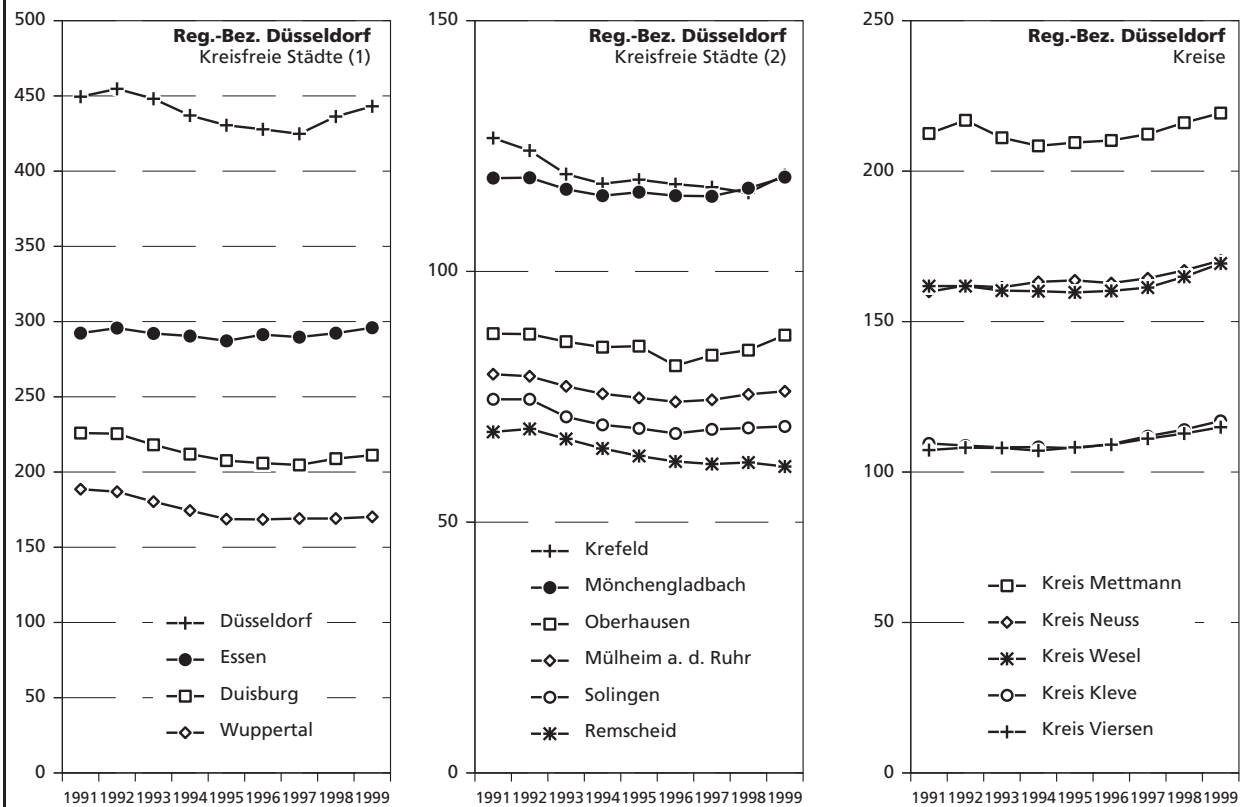 Reg.-Bez. Düsseldorf
Kreisfreie Städte (1)
500
450
400
350
300
250
200
150
100
50
0
Düsseldorf
Essen
Duisburg
Wuppertal
1991 1992 1993 1994 1995 1996 1997 1998 1999
Reg.-Bez. Düsseldorf
Kreisfreie Städte (2)
150
100
50
0
Krefeld
Mönchengladbach
Oberhausen
Mülheim a. d. Ruhr
Solingen
Remscheid
1991 1992 1993 1994 1995 1996 1997 1998 1999
Reg.-Bez. Düsseldorf
Kreise
250
200
150
100
50
0
Kreis Mettmann
Kreis Neuss
Kreis Wesel
Kreis Kleve
Kreis Viersen
1991 1992 1993 1994 1995 1996 1997 1998 1999